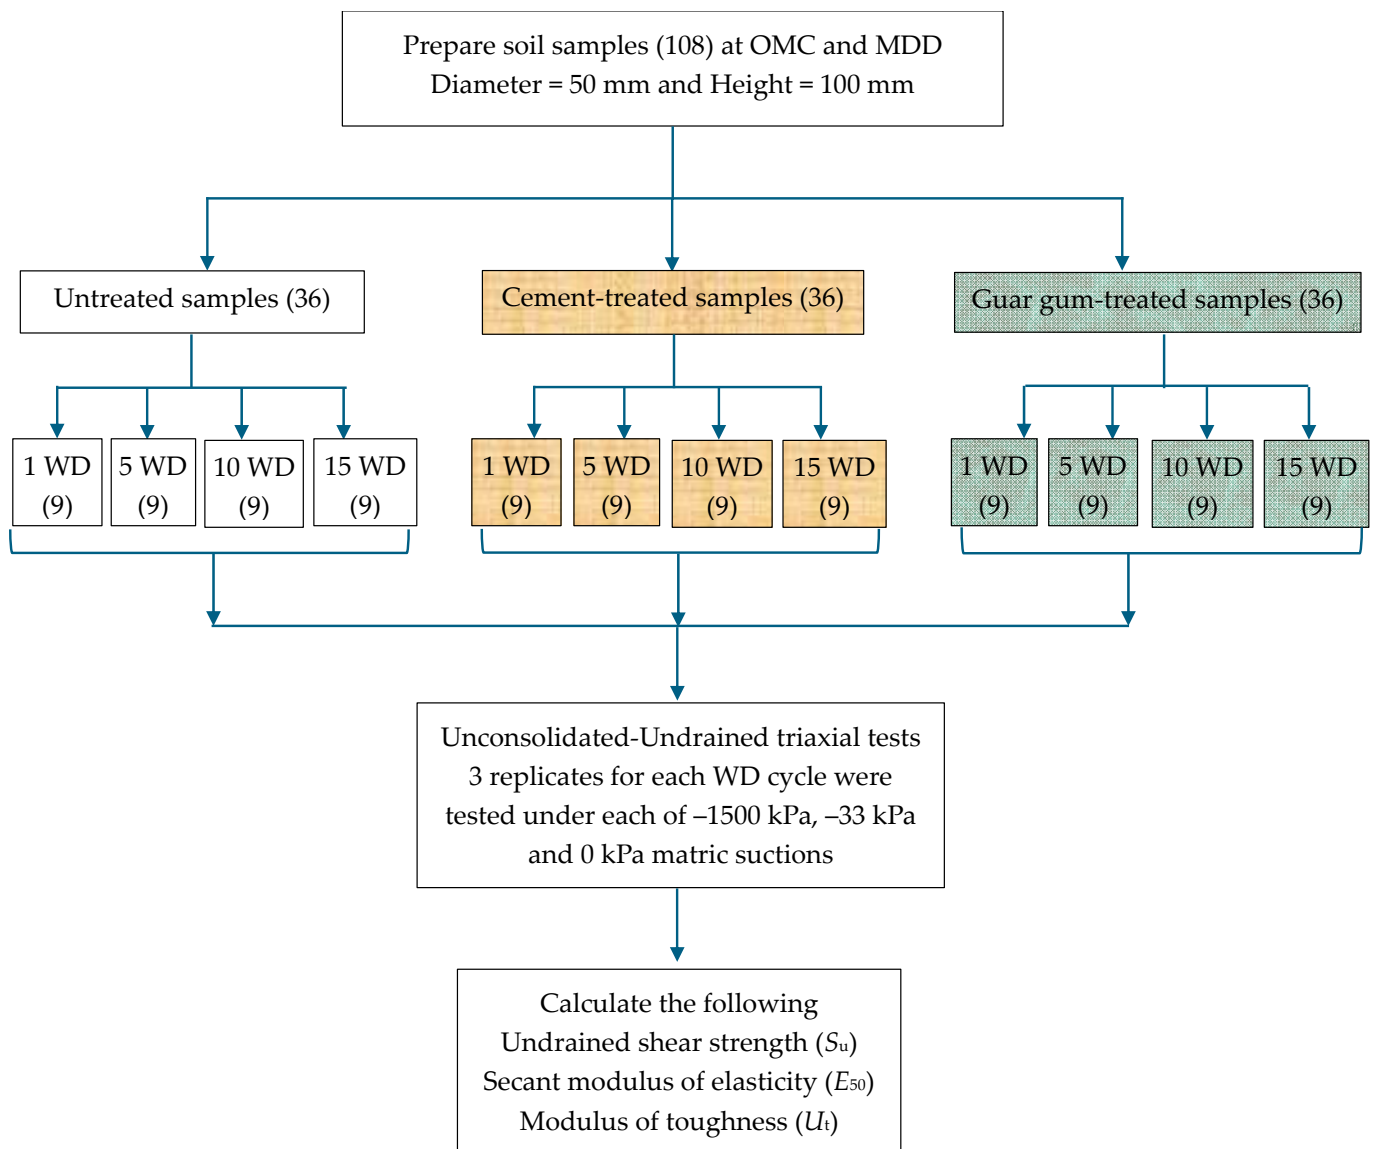 Prepare soil samples (108) at OMC and MDD
Diameter = 50 mm and Height = 100 mm
Untreated samples (36)
Cement-treated samples (36)
Guar gum-treated samples (36)
1 WD
(9)
5 WD
(9)
10 WD
(9)
15 WD
(9)
1 WD
(9)
5 WD
(9)
10 WD
(9)
15 WD
(9)
1 WD
(9)
5 WD
(9)
10 WD
(9)
15 WD
(9)
Unconsolidated-Undrained triaxial tests
3 replicates for each WD cycle were
tested under each of –1500 kPa, –33 kPa
and 0 kPa matric suctions
Calculate the following
Undrained shear strength (Su)
Secant modulus of elasticity (E50)
Modulus of toughness (Ut)